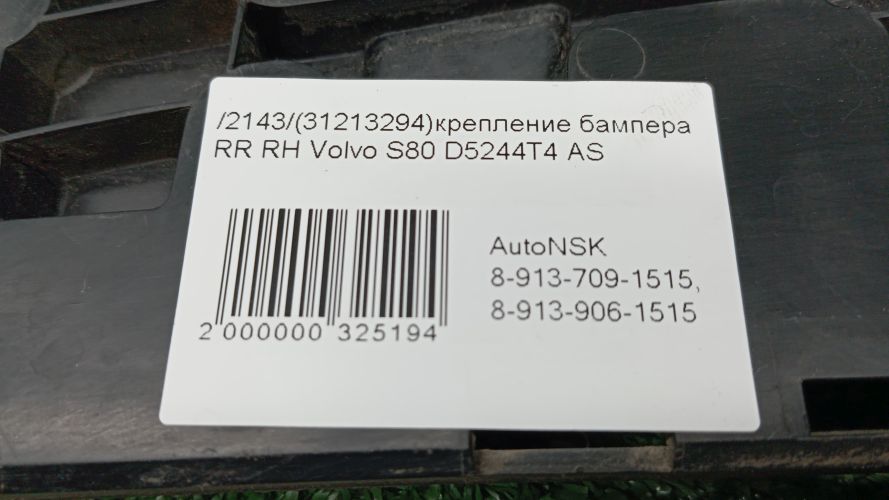 /2143/(31213294)крепление бампера
RR RH Volvo S80 D5244T4 AS
AutoNSK
8-913-709-1515,
8-913-906-1515
2 000000 325194